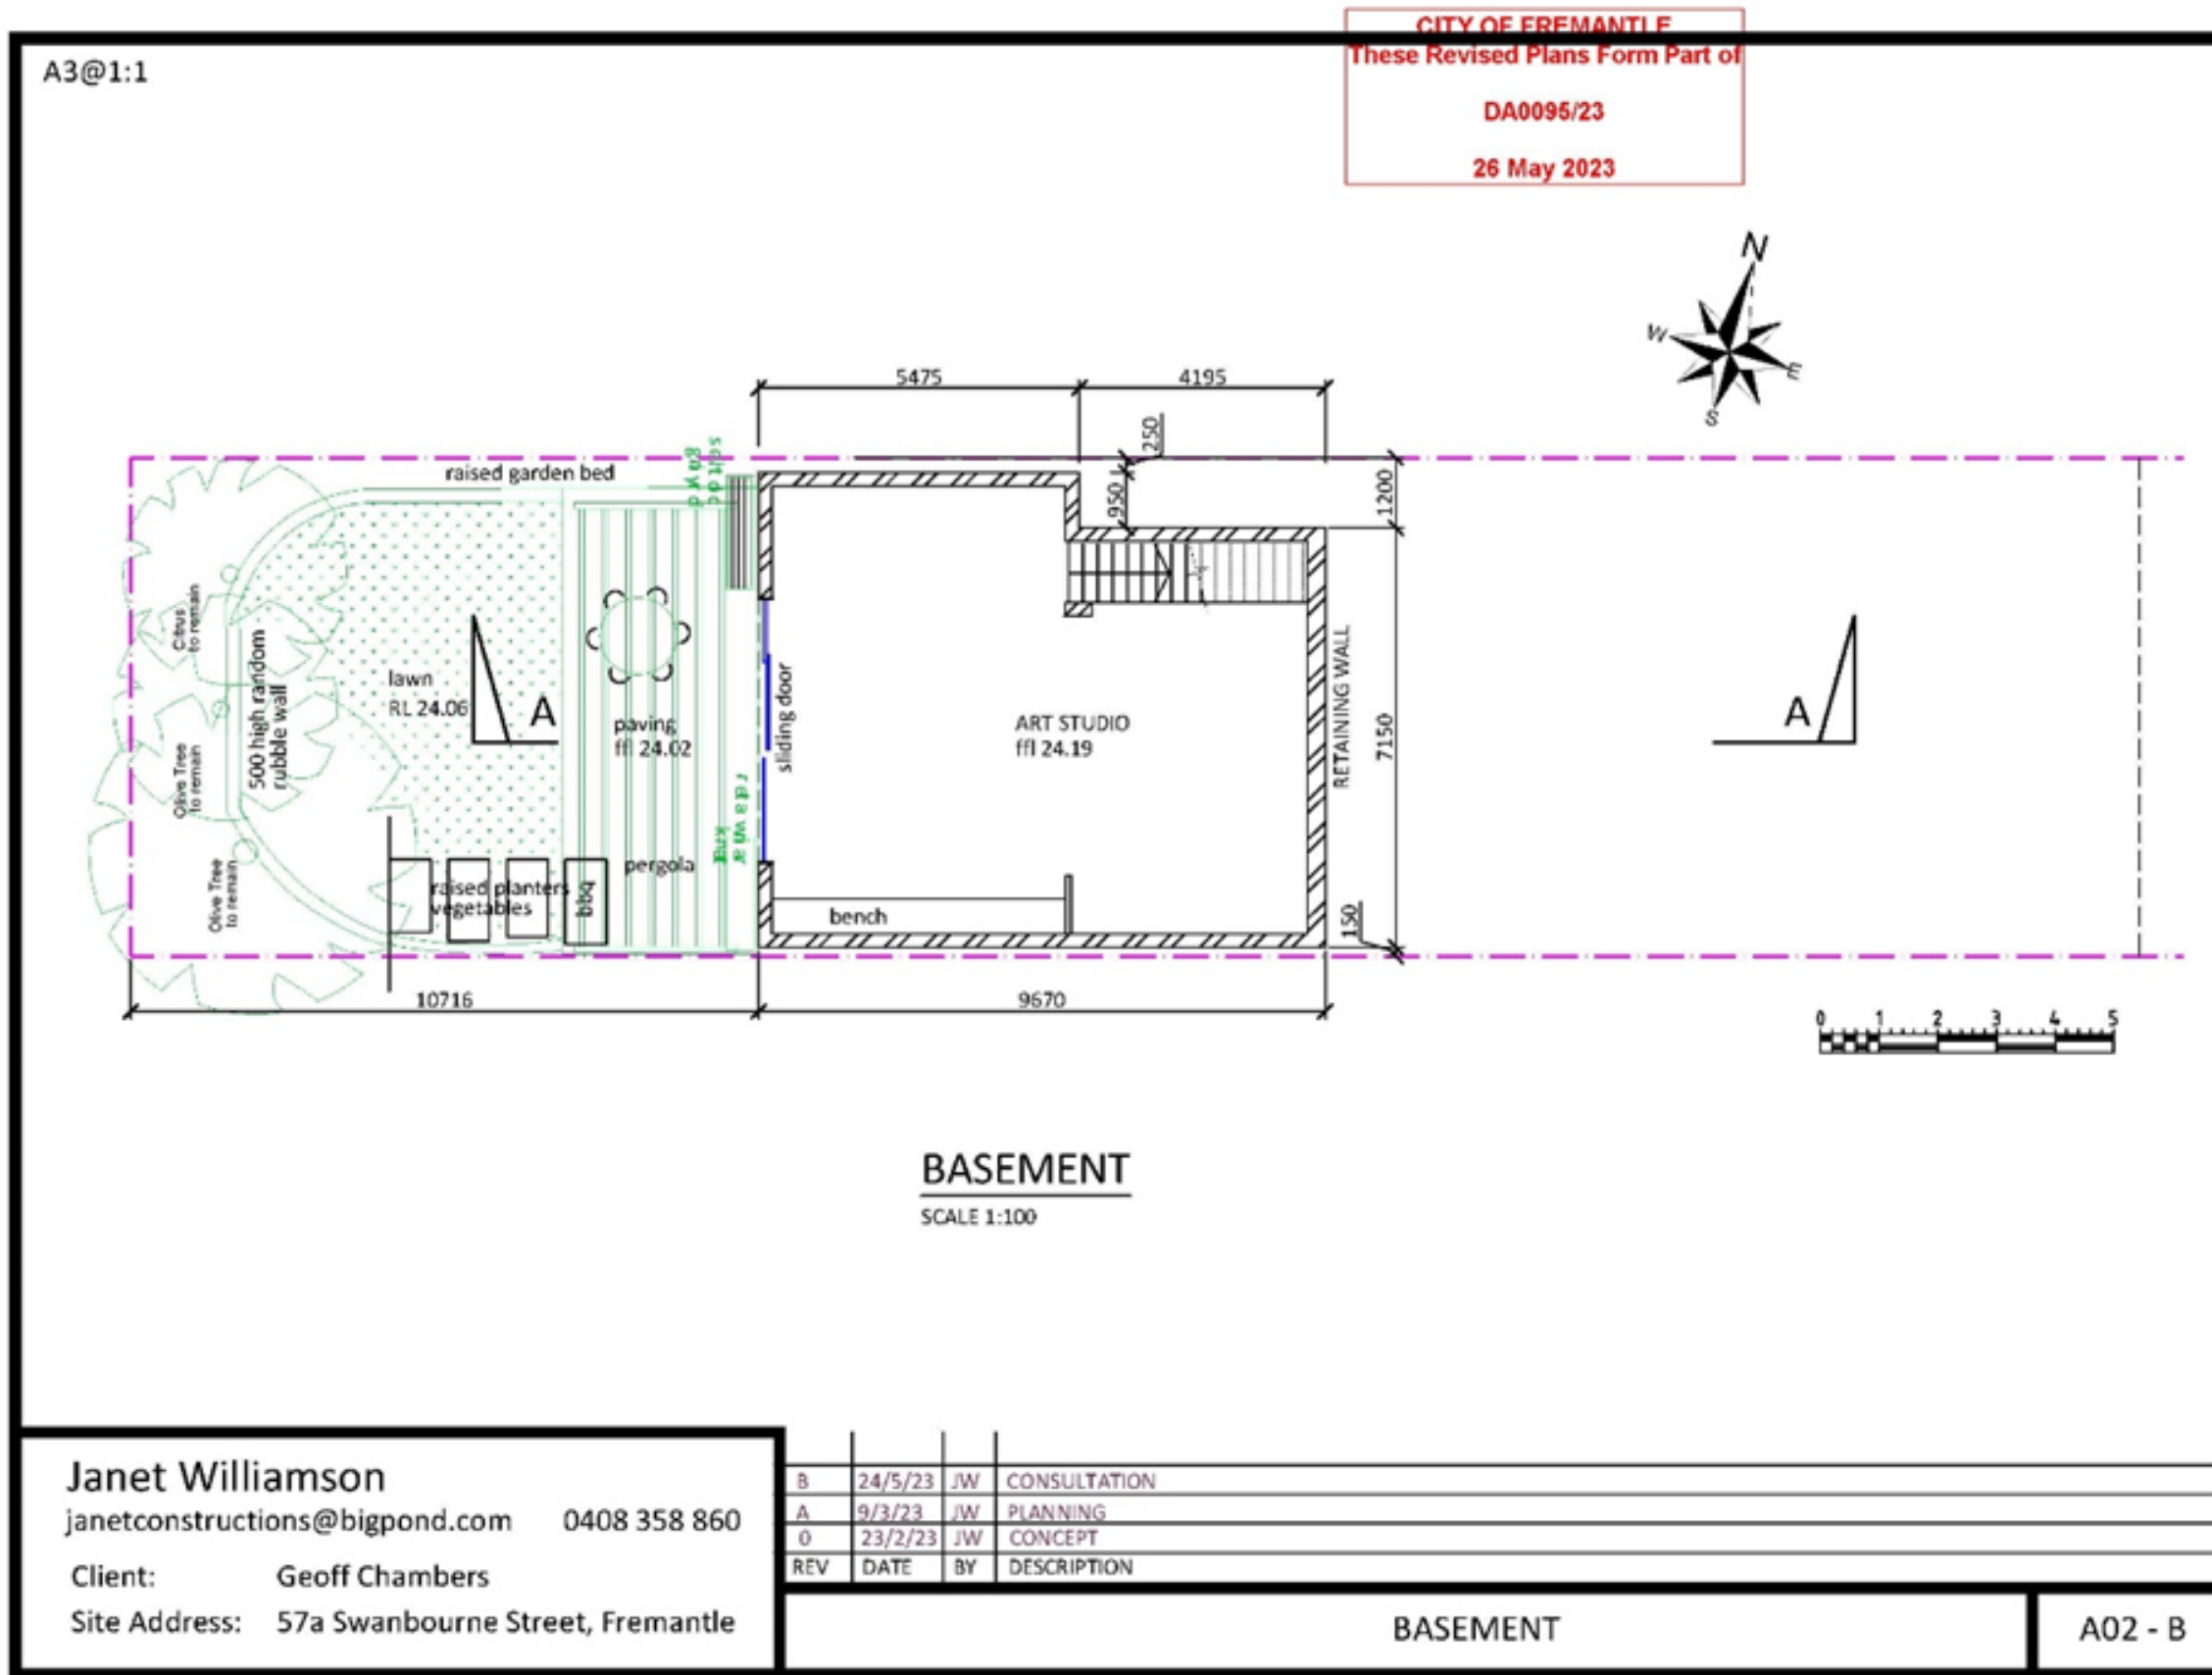 CITY OF FREMANTLE
These Revised Plans Form Part of
DA0095/23
26 May 2023
A3@1:1
N
W
E
S
5475
4195
250
950
1200
raised garden bed
Citrus
to remain
Olive Tree
to remain
Olive Tree
to remain
500 high random
rubble wall
lawn
RL 24.06
A
paving
ffl 24.02
sliding door
ART STUDIO
ffl 24.19
RETAINING WALL
7150
A
pergola
raised planters
vegetables
bbq
bench
150
10716
9670
0 1 2 3 4 5
BASEMENT
SCALE 1:100
Janet Williamson
janetconstructions@bigpond.com 0408 358 860
Client: Geoff Chambers
Site Address: 57a Swanbourne Street, Fremantle
B 24/5/23 JW CONSULTATION
A 9/3/23 JW PLANNING
0 23/2/23 JW CONCEPT
REV DATE BY DESCRIPTION
BASEMENT
A02 - B